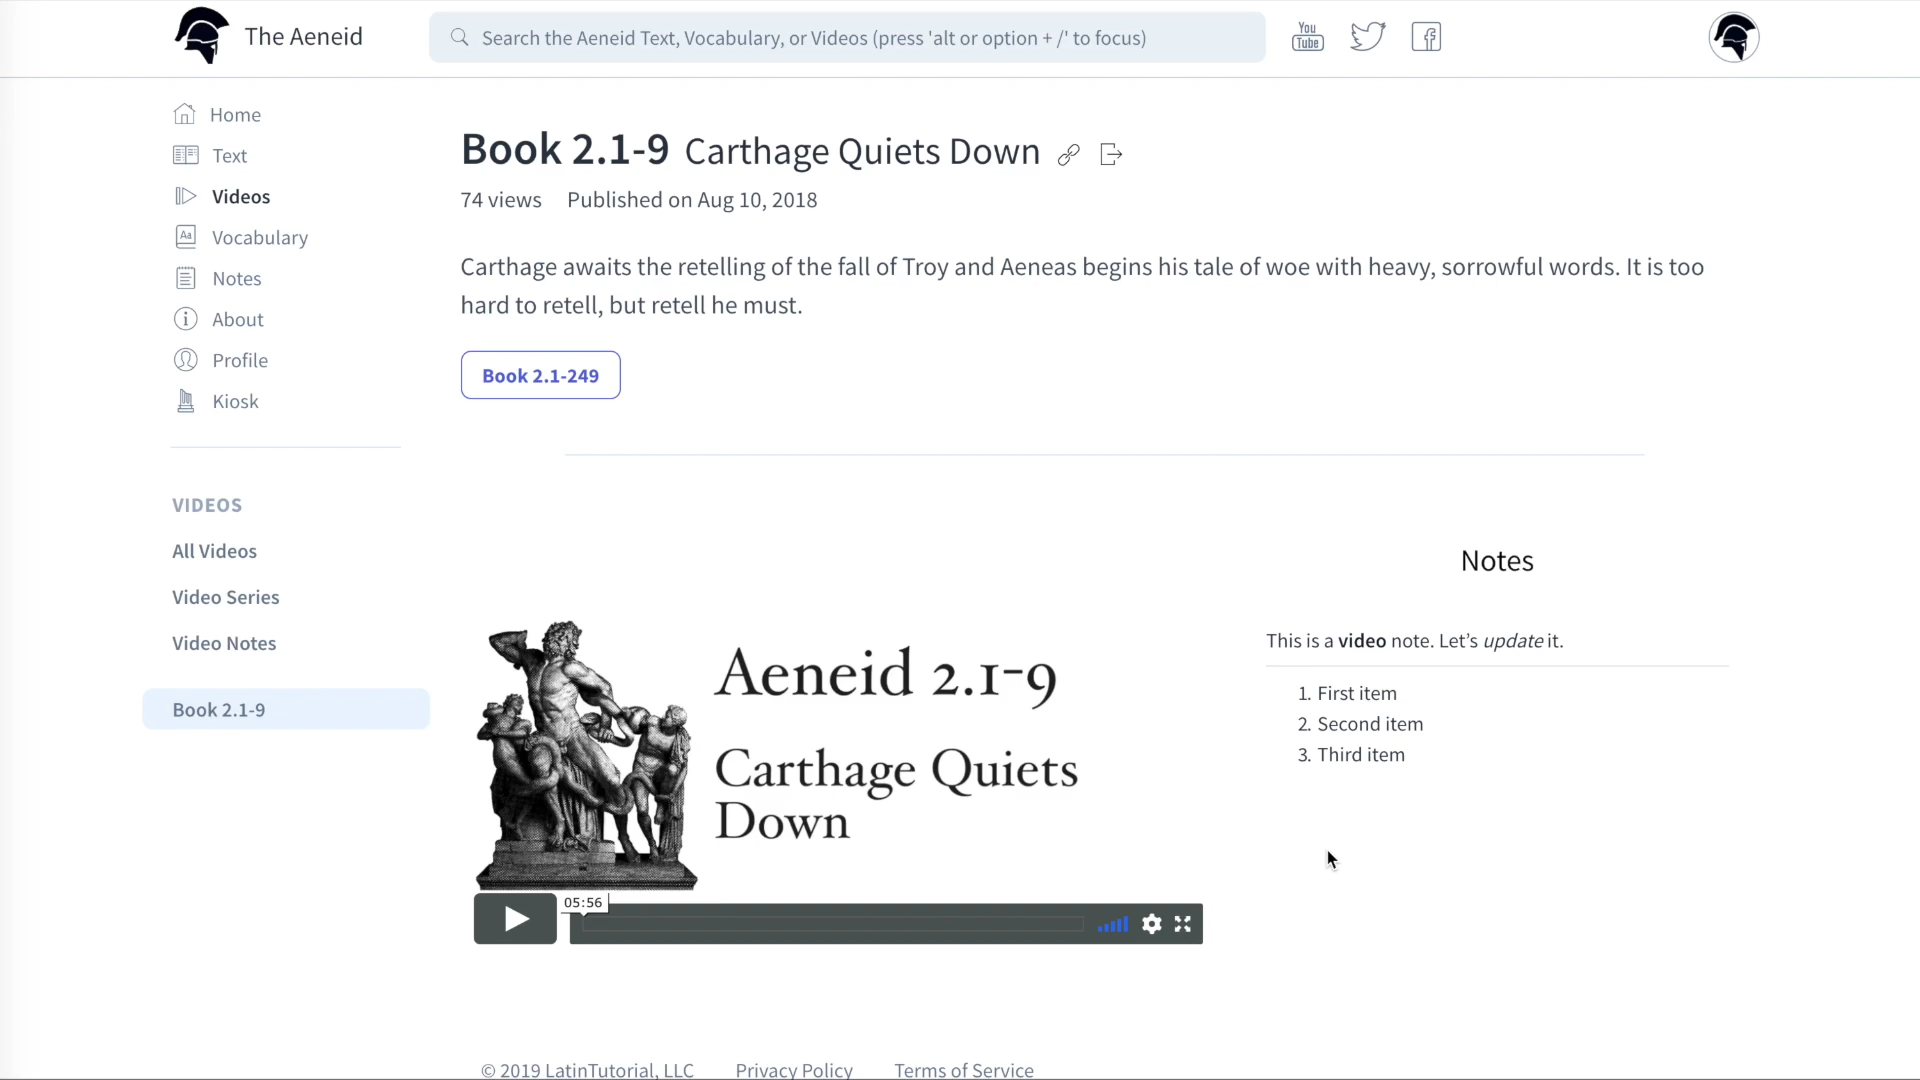 The Aeneid
Search the Aeneid Text, Vocabulary, or Videos (press 'alt or option + /' to focus)
You
Tube
Home
Text
Videos
Aa Vocabulary
Notes
About
Profile
Kiosk
VIDEOS
All Videos
Video Series
Video Notes
Book 2.1-9
Book 2.1-9 Carthage Quiets Down
74 views Published on Aug 10, 2018
Carthage awaits the retelling of the fall of Troy and Aeneas begins his tale of woe with heavy, sorrowful words. It is too
hard to retell, but retell he must.
Book 2.1-249
Aeneid 2.1-9
Carthage Quiets
Down
05:56
Notes
This is a video note. Let’s update it.
1. First item
2. Second item
3. Third item
© 2019 LatinTutorial, LLC Privacy Policy Terms of Service